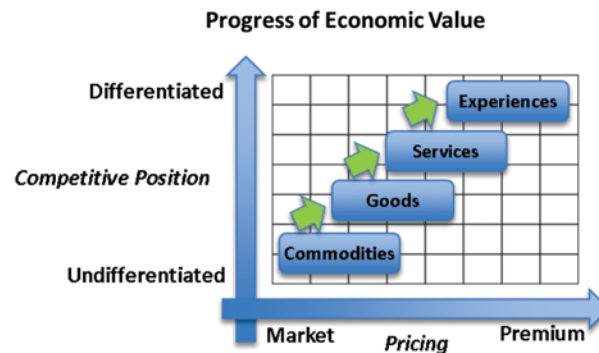 Progress of Economic Value
Differentiated
Experiences
Services
Competitive Position
Goods
Commodities
Undifferentiated
Market
Pricing
Premium